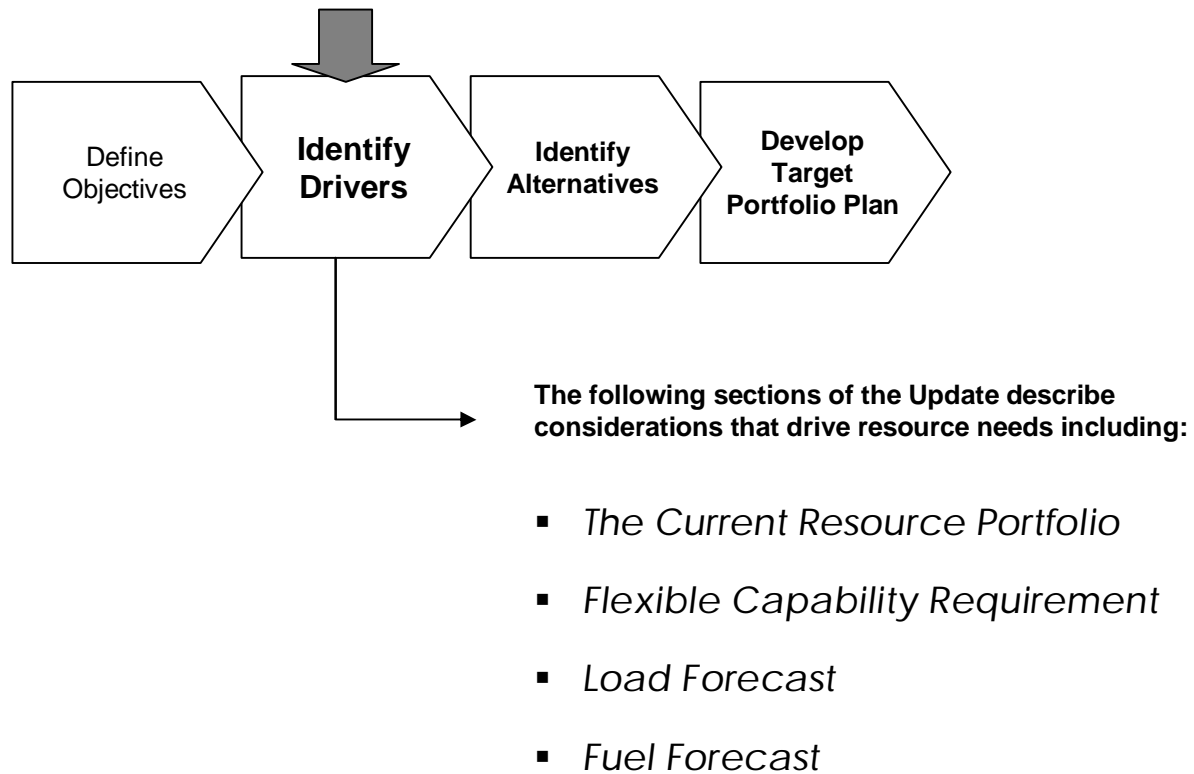 Define
Objectives
Identify
Drivers
Identify
Alternatives
Develop
Target
Portfolio Plan
The following sections of the Update describe
considerations that drive resource needs including:
▪ The Current Resource Portfolio
▪ Flexible Capability Requirement
▪ Load Forecast
▪ Fuel Forecast